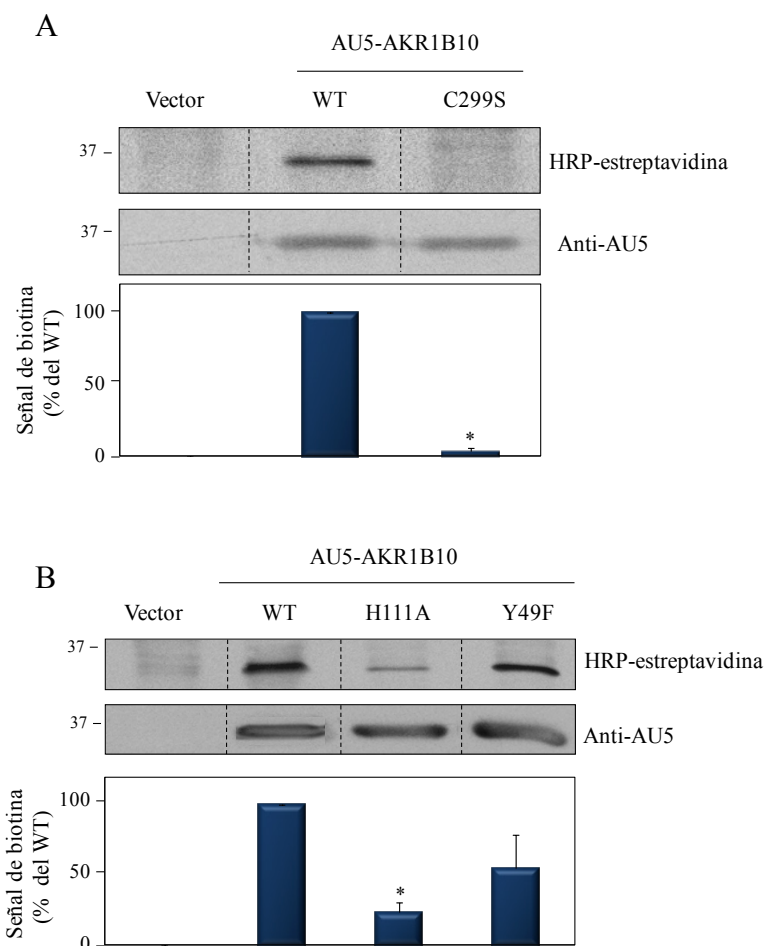 A
AU5-AKR1B10
Vector WT C299S
37
HRP-estreptavidina
37
Anti-AU5
Señal de biotina
(% del WT)
100
50
0
*
B
AU5-AKR1B10
Vector WT H111A Y49F
37
HRP-estreptavidina
37
Anti-AU5
Señal de biotina
(% del WT)
100
50
0
*